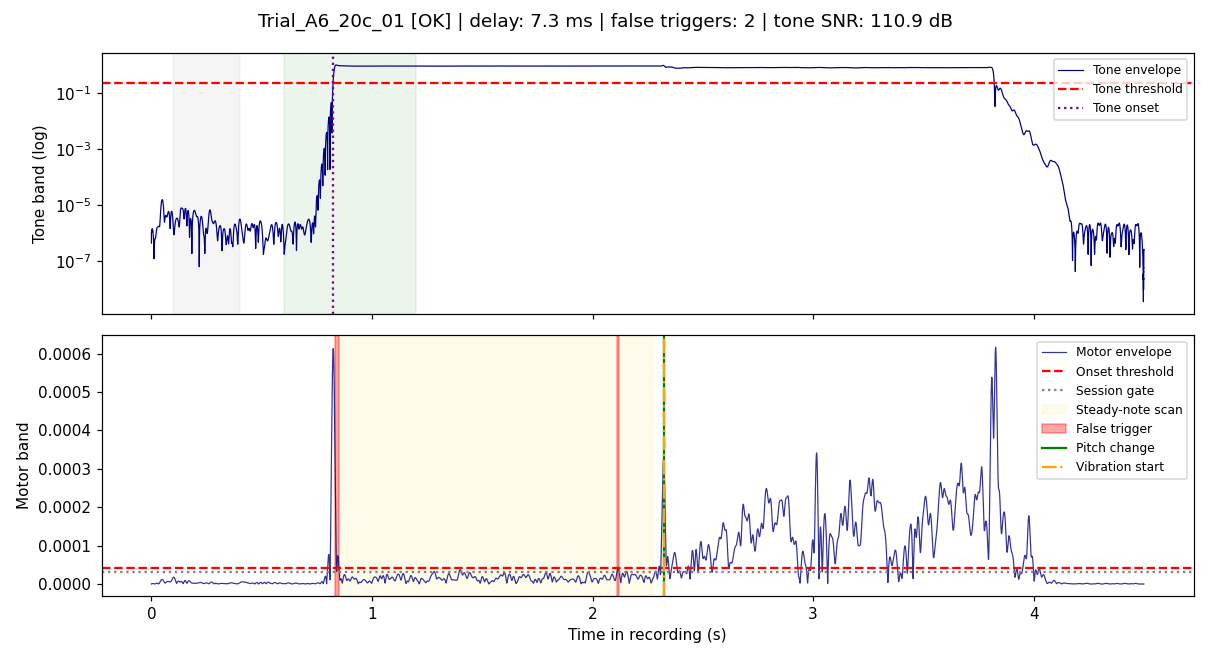 Trial_A6_20c_01 [OK] | delay: 7.3 ms | false triggers: 2 | tone SNR: 110.9 dB
Tone band (log)
10⁻¹
10⁻³
10⁻⁵
10⁻⁷
Tone envelope
Tone threshold
Tone onset
Motor band
0.0006
0.0005
0.0004
0.0003
0.0002
0.0001
0.0000
Motor envelope
Onset threshold
Session gate
Steady-note scan
False trigger
Pitch change
Vibration start
0 1 2 3 4
Time in recording (s)